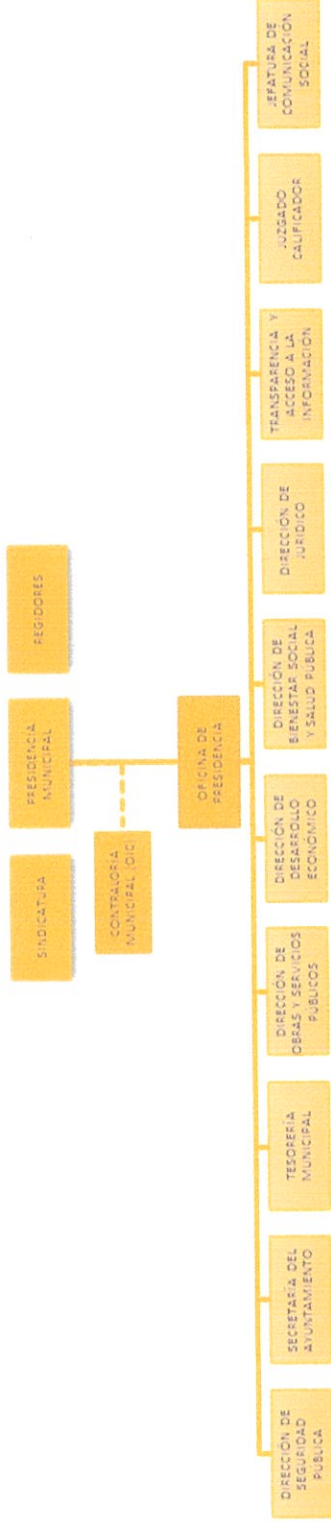 SINDICATURA
PRESIDENCIA
MUNICIPAL
REGIDORES
CONTRALORÍA
MUNICIPAL (OIC)
OFICINA DE
PRESIDENCIA
DIRECCIÓN DE
SEGURIDAD
PÚBLICA
SECRETARÍA DEL
AYUNTAMIENTO
TESORERÍA
MUNICIPAL
DIRECCIÓN DE
OBRAS Y SERVICIOS
PÚBLICOS
DIRECCIÓN DE
DESARROLLO
ECONÓMICO
DIRECCIÓN DE
BIENESTAR SOCIAL
Y SALUD PÚBLICA
DIRECCIÓN DE
JURÍDICO
TRANSPARENCIA Y
ACCESO A LA
INFORMACIÓN
JUZGADO
CALIFICADOR
JEFATURA DE
COMUNICACIÓN
SOCIAL